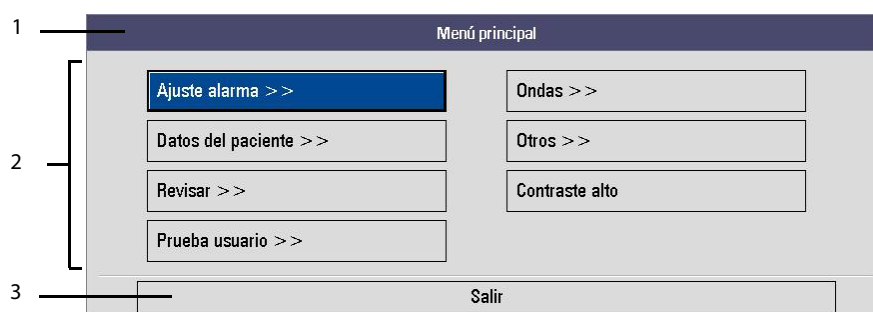 1
Menú principal
2
Ajuste alarma >>
Ondas >>
Datos del paciente >>
Otros >>
Revisar >>
Contraste alto
Prueba usuario >>
3
Salir